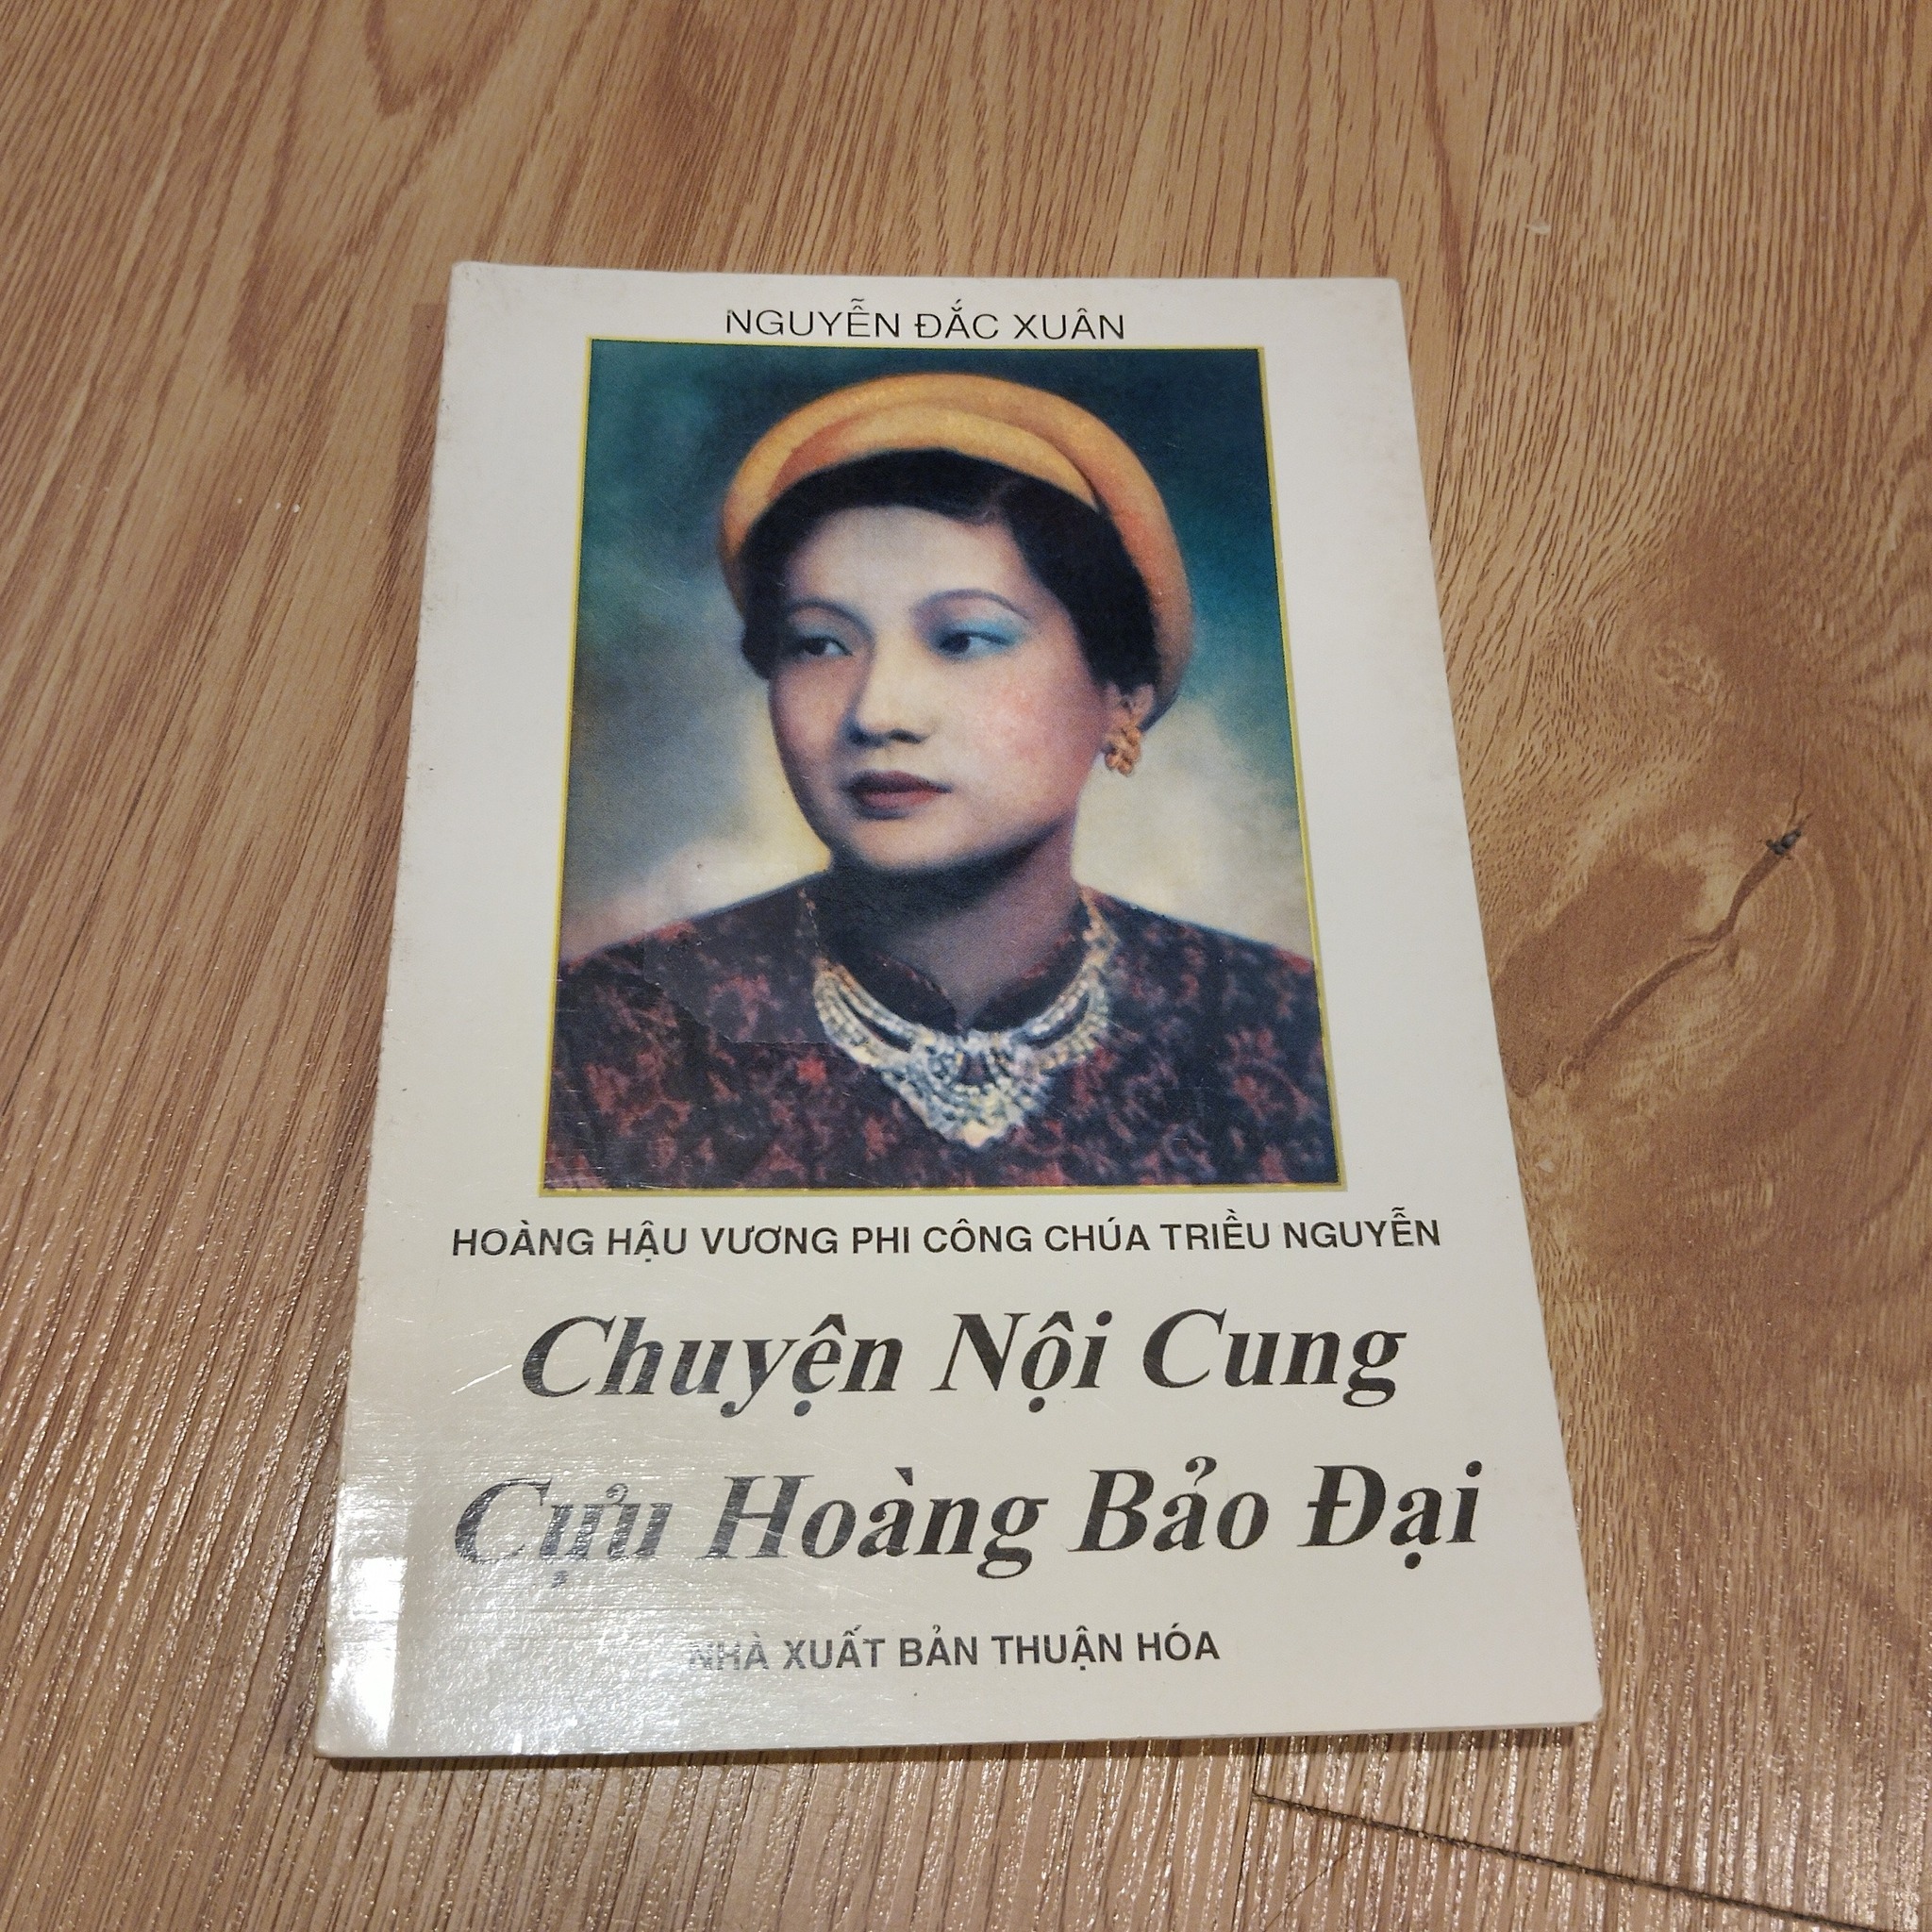 NGUYỄN ĐẮC XUÂN
HOÀNG HẬU VƯƠNG PHI CÔNG CHÚA TRIỀU NGUYỄN
Chuyện Nội Cung
Cựu Hoàng Bảo Đại
NHÀ XUẤT BẢN THUẬN HÓA